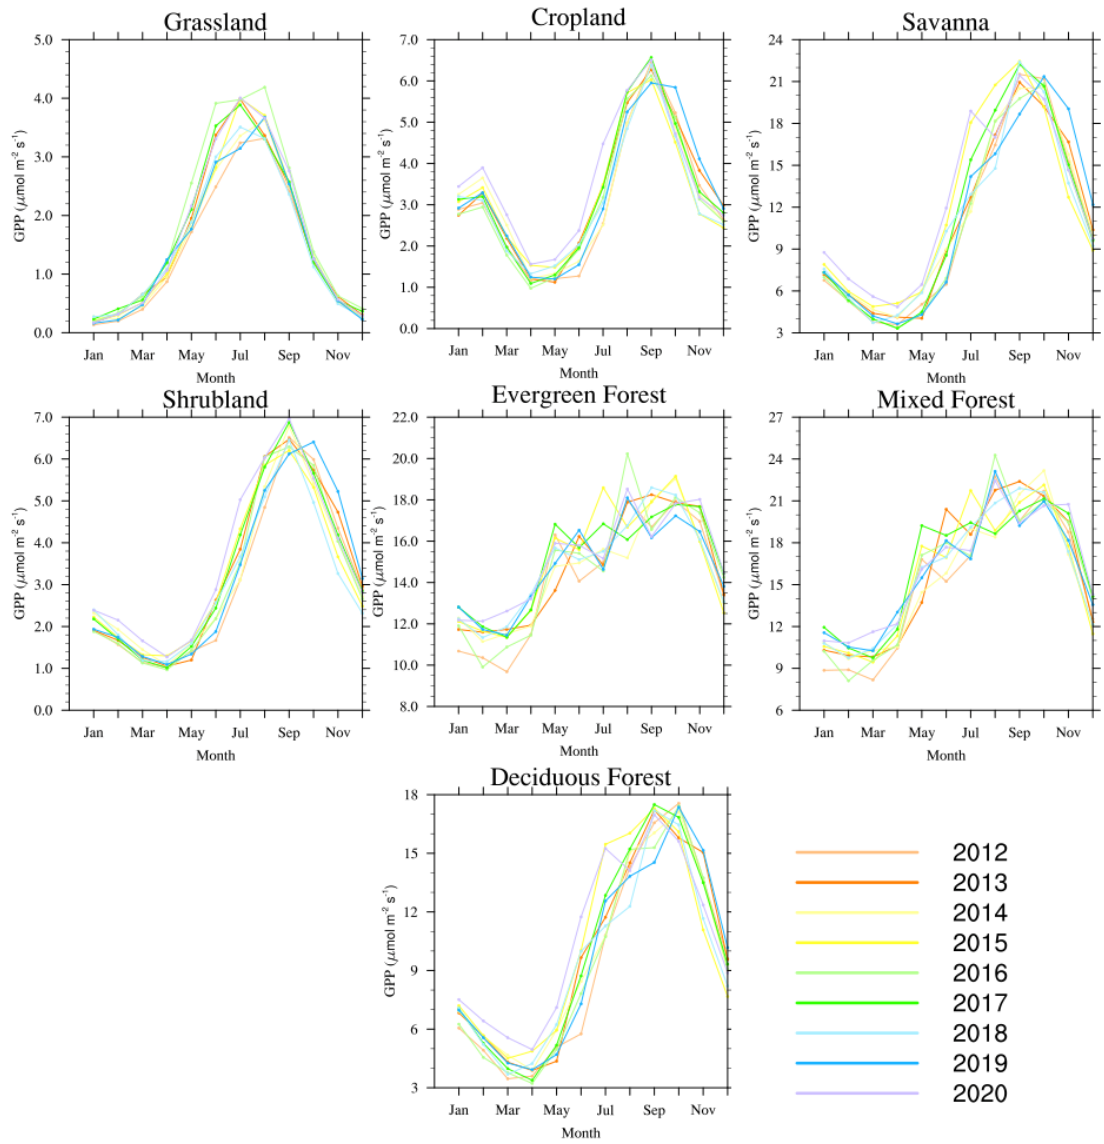 Grassland
5.0
4.0
3.0
2.0
1.0
0.0
GPP (μmol m⁻² s⁻¹)
Jan Mar May Jul Sep Nov
Month
Cropland
7.0
6.0
5.0
4.0
3.0
2.0
1.0
0.0
GPP (μmol m⁻² s⁻¹)
Jan Mar May Jul Sep Nov
Month
Savanna
24
21
18
15
12
9
6
3
GPP (μmol m⁻² s⁻¹)
Jan Mar May Jul Sep Nov
Month
Shrubland
7.0
6.0
5.0
4.0
3.0
2.0
1.0
0.0
GPP (μmol m⁻² s⁻¹)
Jan Mar May Jul Sep Nov
Month
Evergreen Forest
22.0
20.0
18.0
16.0
14.0
12.0
10.0
8.0
GPP (μmol m⁻² s⁻¹)
Jan Mar May Jul Sep Nov
Month
Mixed Forest
27
24
21
18
15
12
9
6
GPP (μmol m⁻² s⁻¹)
Jan Mar May Jul Sep Nov
Month
Deciduous Forest
18
15
12
9
6
3
GPP (μmol m⁻² s⁻¹)
Jan Mar May Jul Sep Nov
Month
2012
2013
2014
2015
2016
2017
2018
2019
2020